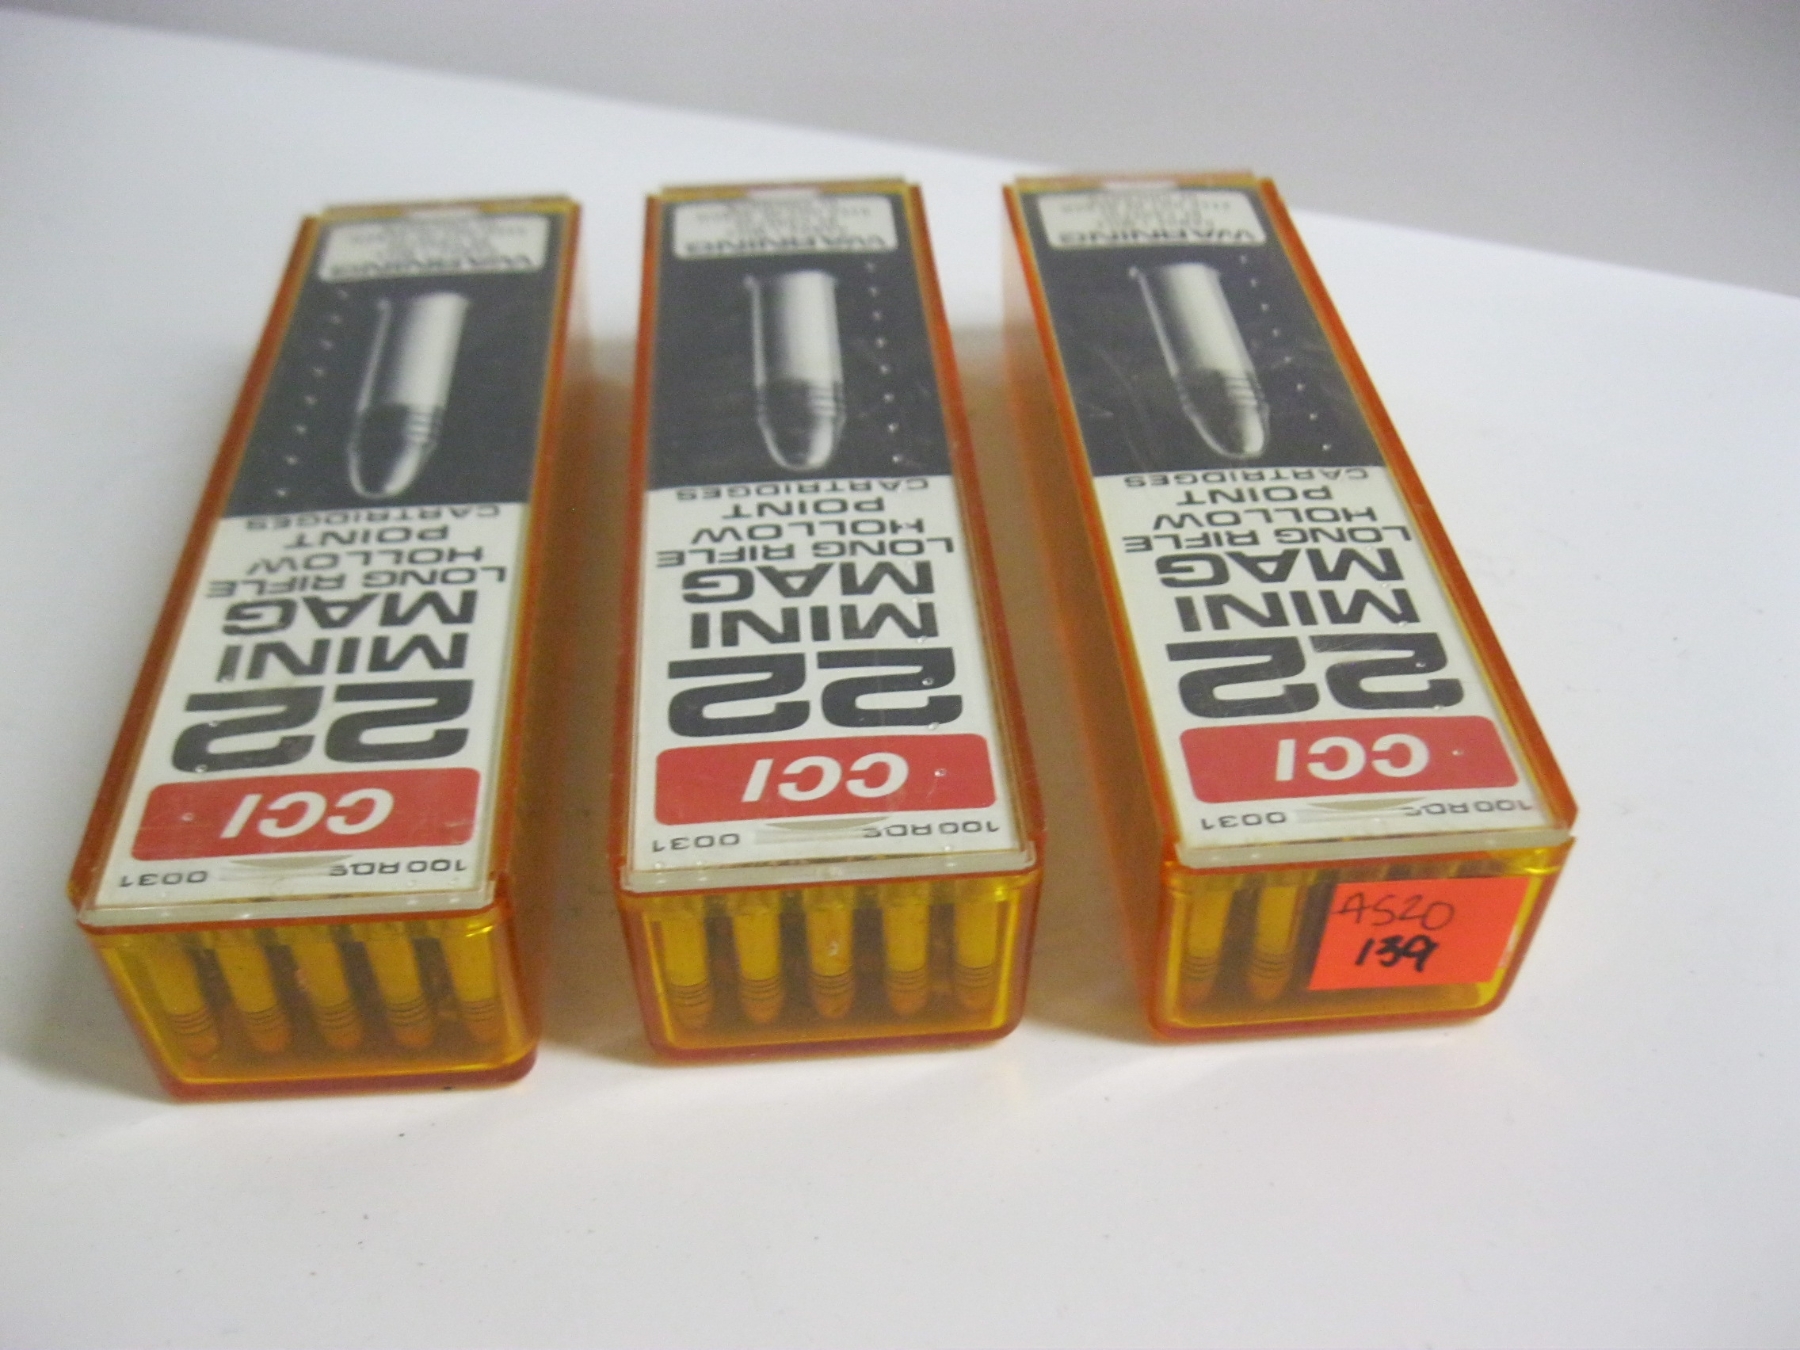 WARNING
CARTRIDGES
POINT
HOLLOW
LONG RIFLE
MAG
MINI
22
CCI
100 RDS 0031
WARNING
CARTRIDGES
POINT
HOLLOW
LONG RIFLE
MAG
MINI
22
CCI
100 RDS 0031
WARNING
CARTRIDGES
POINT
HOLLOW
LONG RIFLE
MAG
MINI
22
CCI
100 RDS 0031
AS20
139